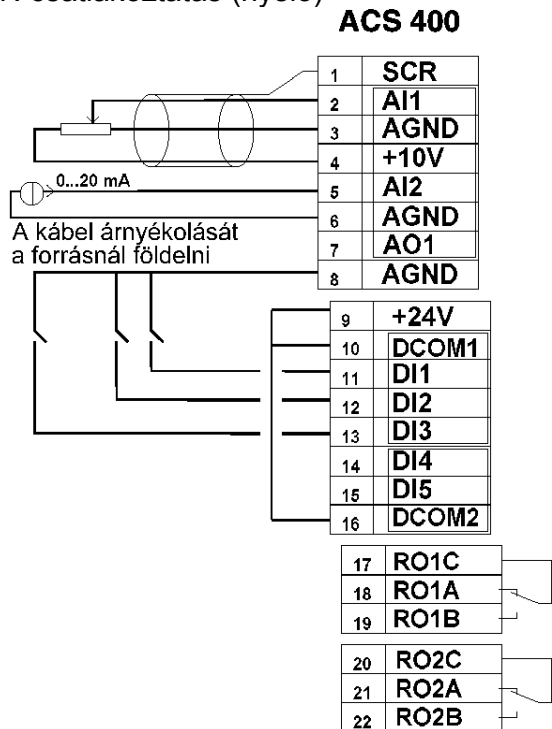 csatlakoztatás (nyelő)
ACS 400
1 SCR
2 AI1
3 AGND
4 +10V
5 AI2
6 AGND
7 AO1
8 AGND
0...20 mA
A kábel árnyékolását
a forrásnál földelni
9 +24V
10 DCOM1
11 DI1
12 DI2
13 DI3
14 DI4
15 DI5
16 DCOM2
17 RO1C
18 RO1A
19 RO1B
20 RO2C
21 RO2A
22 RO2B